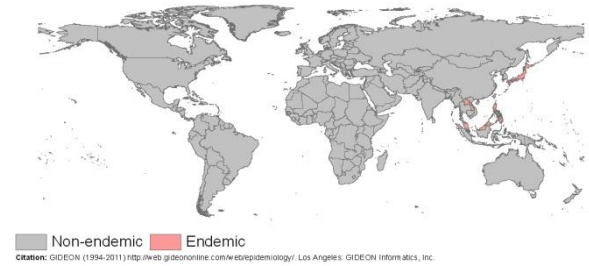 Non-endemic Endemic
Citation: GIDEON (1994-2011) http://web.gideononline.com/web/epidemiology/. Los Angeles: GIDEON Informatics, Inc.